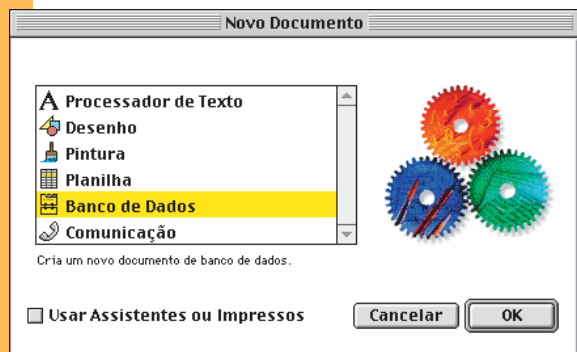 Novo Documento
Processador de Texto
Desenho
Pintura
Planilha
Banco de Dados
Comunicação
Cria um novo documento de banco de dados.
Usar Assistentes ou Impressos
Cancelar
OK